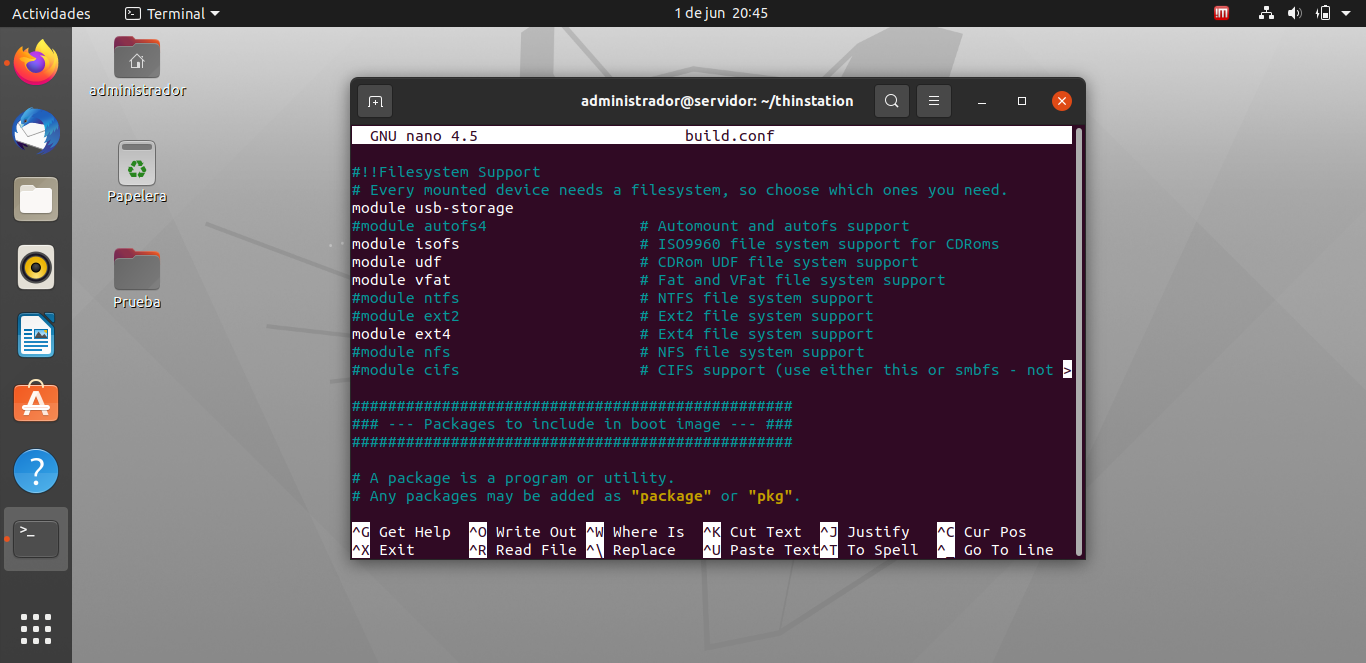 Actividades Terminal 1 de jun 20:45
administrador
Papelera
Prueba
administrador@servidor: ~/thinstation
GNU nano 4.5 build.conf
#!!Filesystem Support
# Every mounted device needs a filesystem, so choose which ones you need.
module usb-storage
#module autofs4 # Automount and autofs support
module isofs # ISO9960 file system support for CDRoms
module udf # CDRom UDF file system support
module vfat # Fat and VFat file system support
#module ntfs # NTFS file system support
#module ext2 # Ext2 file system support
module ext4 # Ext4 file system support
#module nfs # NFS file system support
#module cifs # CIFS support (use either this or smbfs - not >
#################################################
### --- Packages to include in boot image --- ###
#################################################
# A package is a program or utility.
# Any packages may be added as "package" or "pkg".
^G Get Help ^O Write Out ^W Where Is ^K Cut Text ^J Justify ^C Cur Pos
^X Exit ^R Read File ^\ Replace ^U Paste Text ^T To Spell ^_ Go To Line